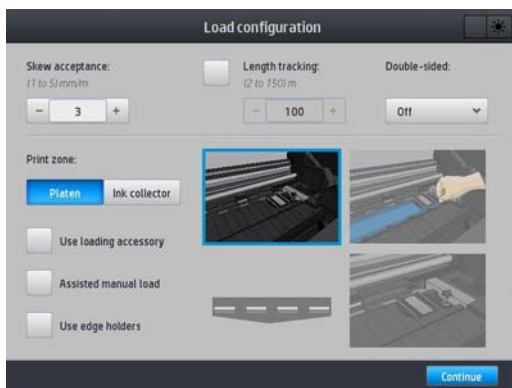 Load configuration
Skew acceptance:
(1 to 5) mm/m
- 3 +
Length tracking:
(2 to 150) m
- 100 +
Double-sided:
Off
Print zone:
Platen
Ink collector
Use loading accessory
Assisted manual load
Use edge holders
Continue